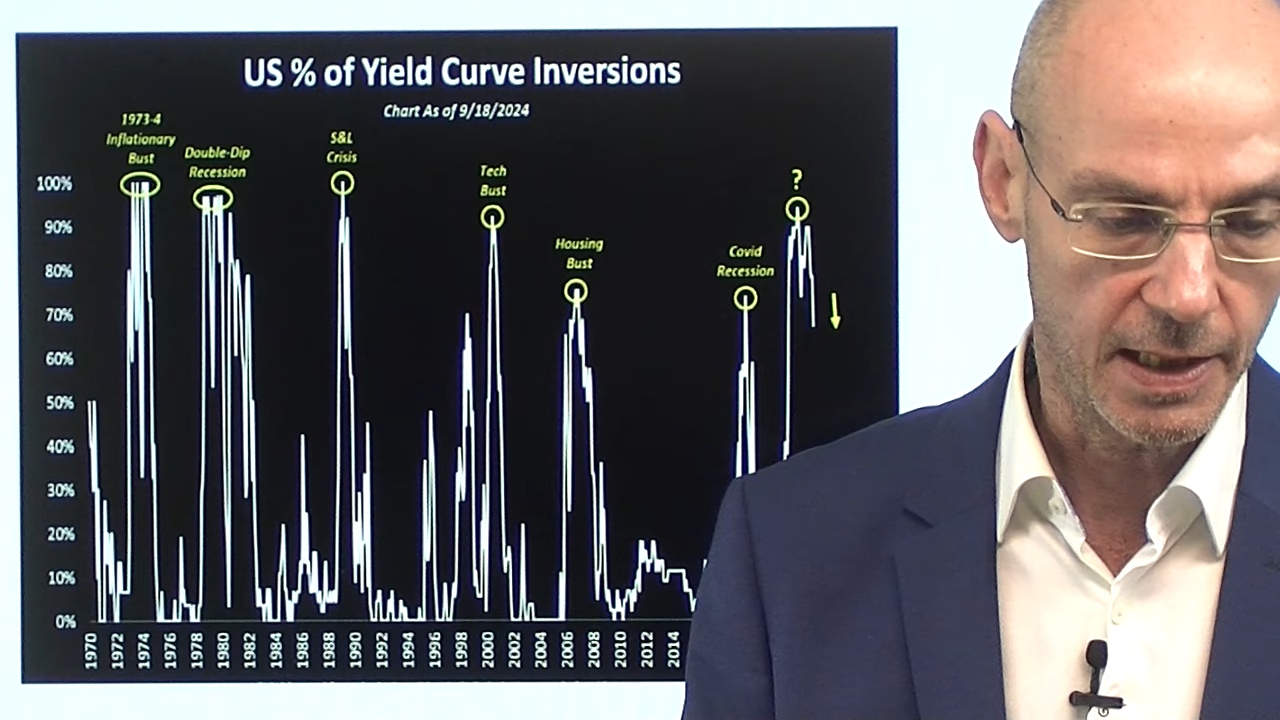 US % of Yield Curve Inversions
Chart As of 9/18/2024
1973-4
Inflationary
Bust
Double-Dip
Recession
S&L
Crisis
Tech
Bust
Housing
Bust
Covid
Recession
?
100%
90%
80%
70%
60%
50%
40%
30%
20%
10%
0%
1970
1972
1974
1976
1978
1980
1982
1984
1986
1988
1990
1992
1994
1996
1998
2000
2002
2004
2006
2008
2010
2012
2014